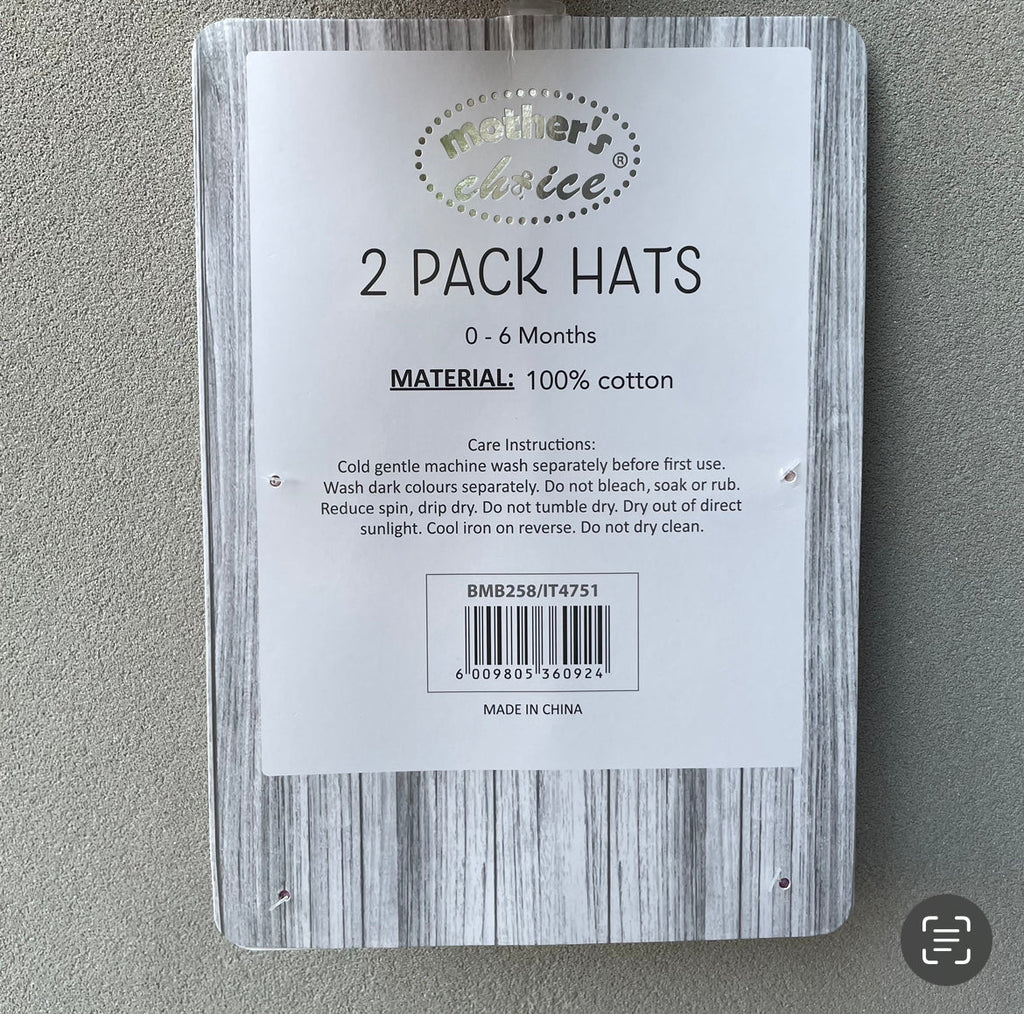 mother's
choice®
2 PACK HATS
0 - 6 Months
MATERIAL: 100% cotton
Care Instructions:
Cold gentle machine wash separately before first use.
Wash dark colours separately. Do not bleach, soak or rub.
Reduce spin, drip dry. Do not tumble dry. Dry out of direct
sunlight. Cool iron on reverse. Do not dry clean.
BMB258/IT4751
6 009805 360924
MADE IN CHINA